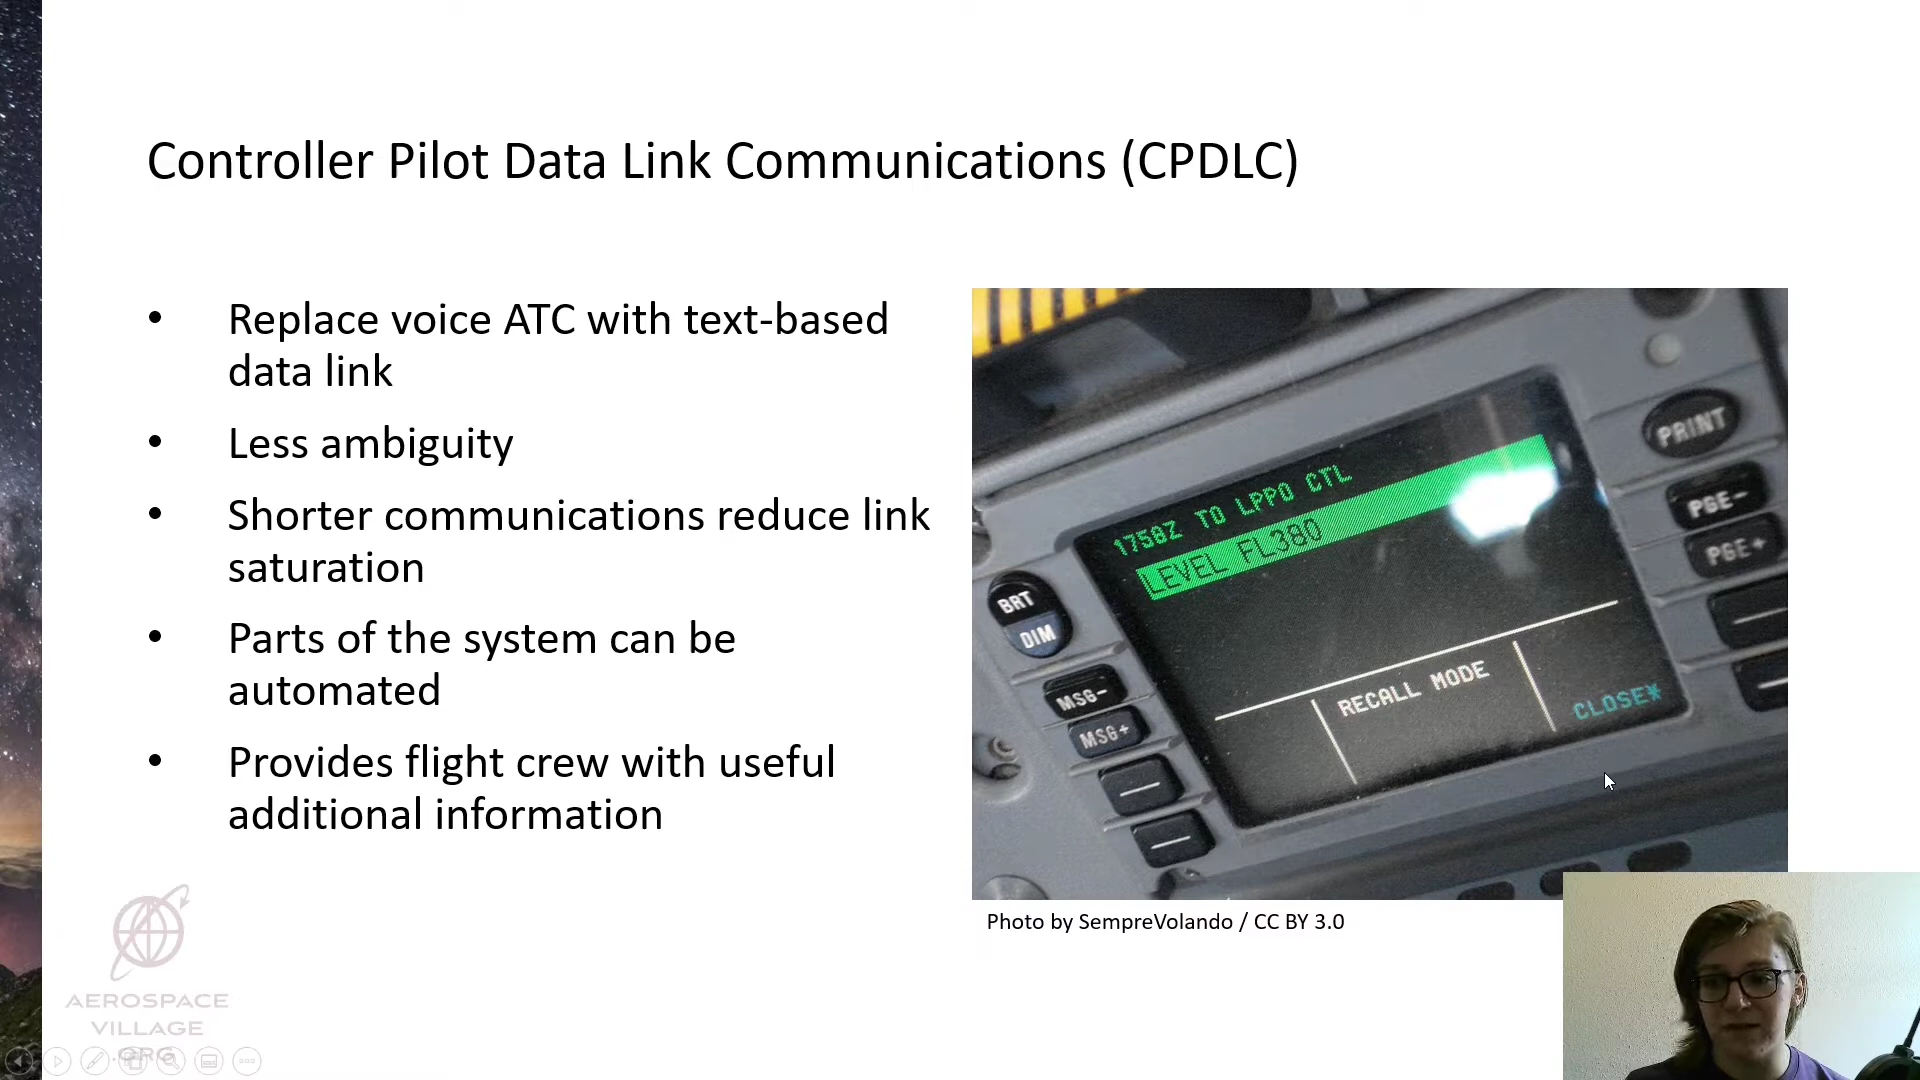 Controller Pilot Data Link Communications (CPDLC)
• Replace voice ATC with text-based
data link
• Less ambiguity
• Shorter communications reduce link
saturation
• Parts of the system can be
automated
• Provides flight crew with useful
additional information
1758Z TO LPPO CTL
LEVEL FL380
RECALL MODE
CLOSE*
BRT
DIM
MSG-
MSG+
PRINT
PGE-
PGE+
Photo by SempreVolando / CC BY 3.0
AEROSPACE
VILLAGE
.ORG